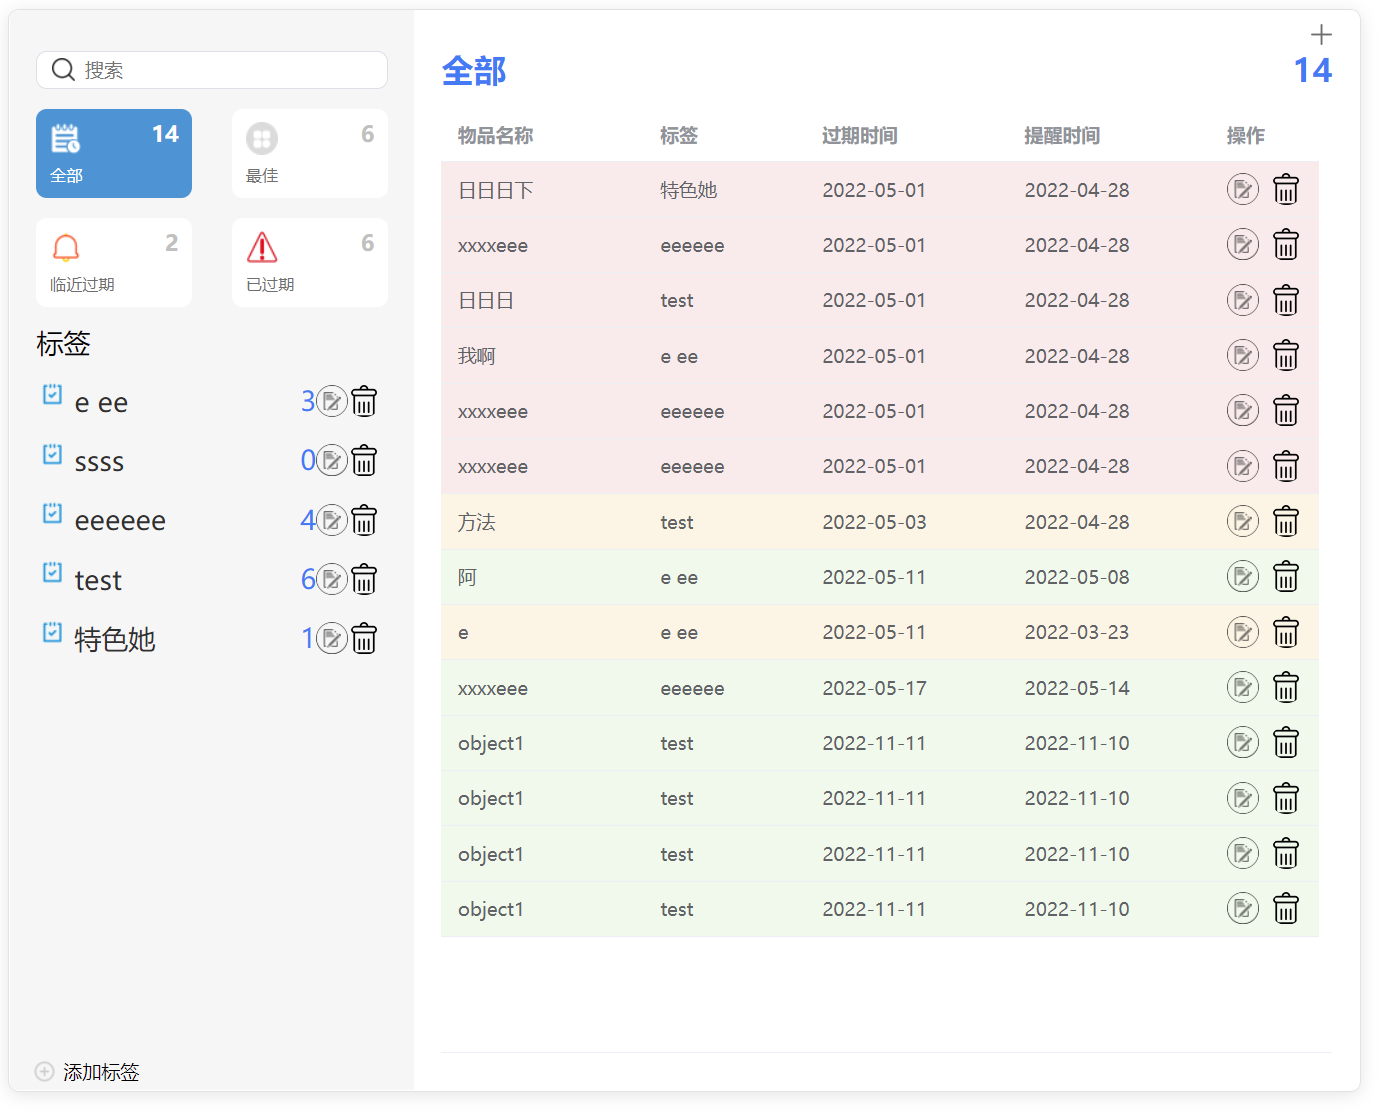 搜索
14
全部
6
最佳
2
临近过期
6
已过期
标签
e ee 3
ssss 0
eeeeee 4
test 6
特色她 1
添加标签
全部 14
物品名称 标签 过期时间 提醒时间 操作
日日日下 特色她 2022-05-01 2022-04-28
xxxxeee eeeeee 2022-05-01 2022-04-28
日日日 test 2022-05-01 2022-04-28
我啊 e ee 2022-05-01 2022-04-28
xxxxeee eeeeee 2022-05-01 2022-04-28
xxxxeee eeeeee 2022-05-01 2022-04-28
方法 test 2022-05-03 2022-04-28
阿 e ee 2022-05-11 2022-05-08
e e ee 2022-05-11 2022-03-23
xxxxeee eeeeee 2022-05-17 2022-05-14
object1 test 2022-11-11 2022-11-10
object1 test 2022-11-11 2022-11-10
object1 test 2022-11-11 2022-11-10
object1 test 2022-11-11 2022-11-10